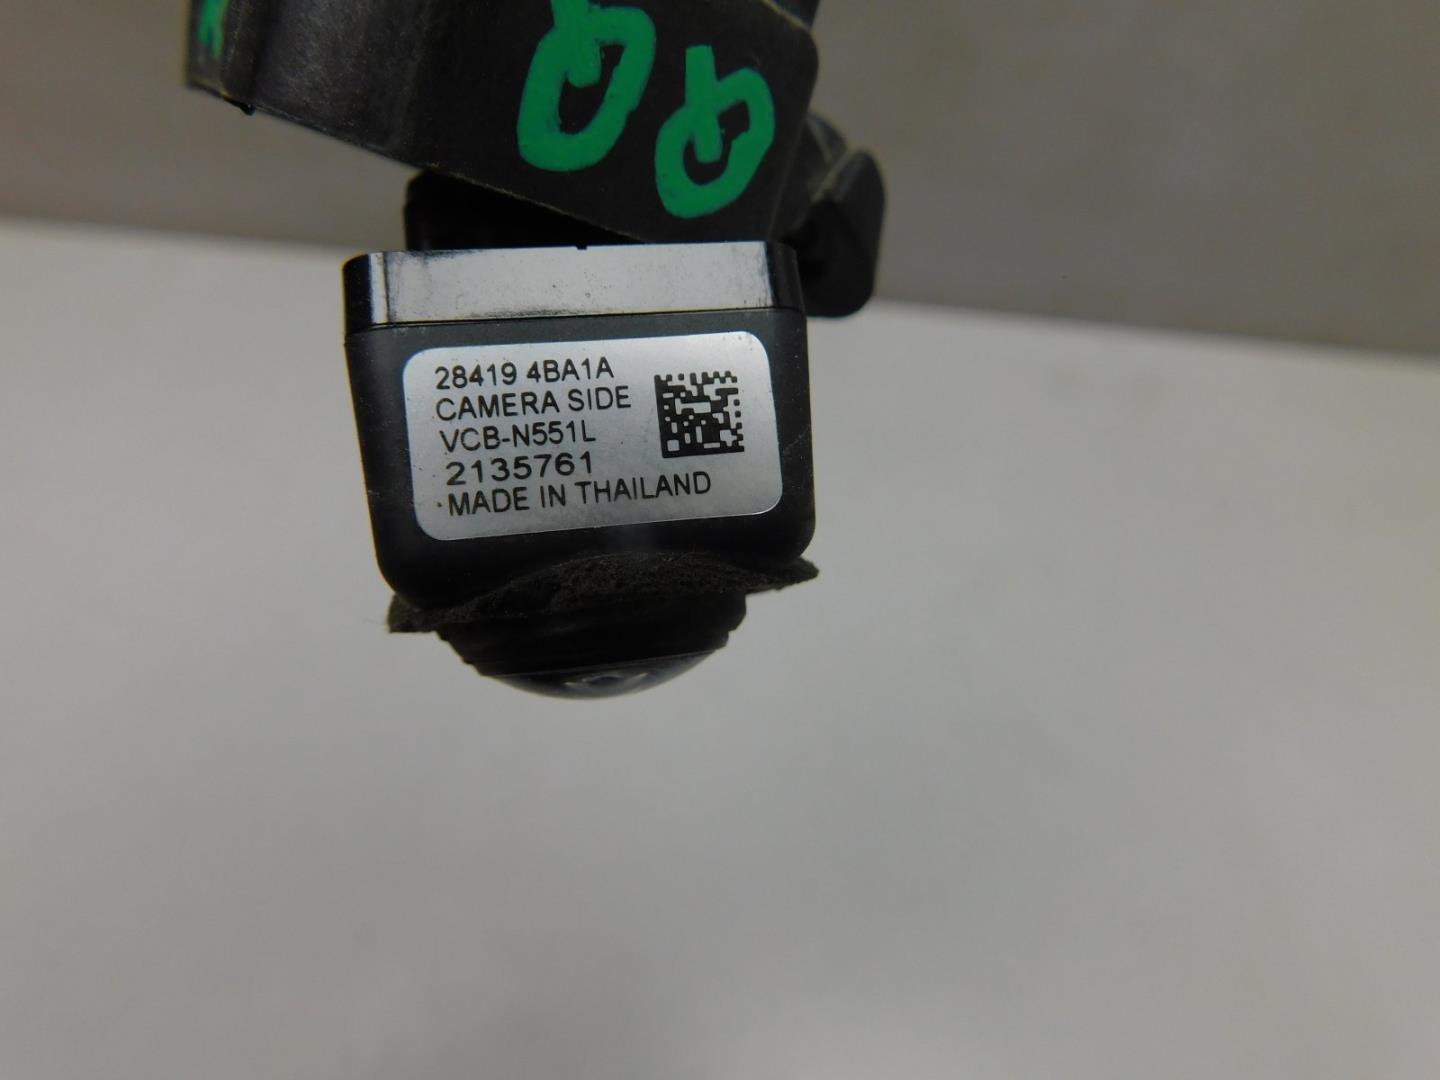 28419 4BA1A
CAMERA SIDE
VCB-N551L
2135761
MADE IN THAILAND